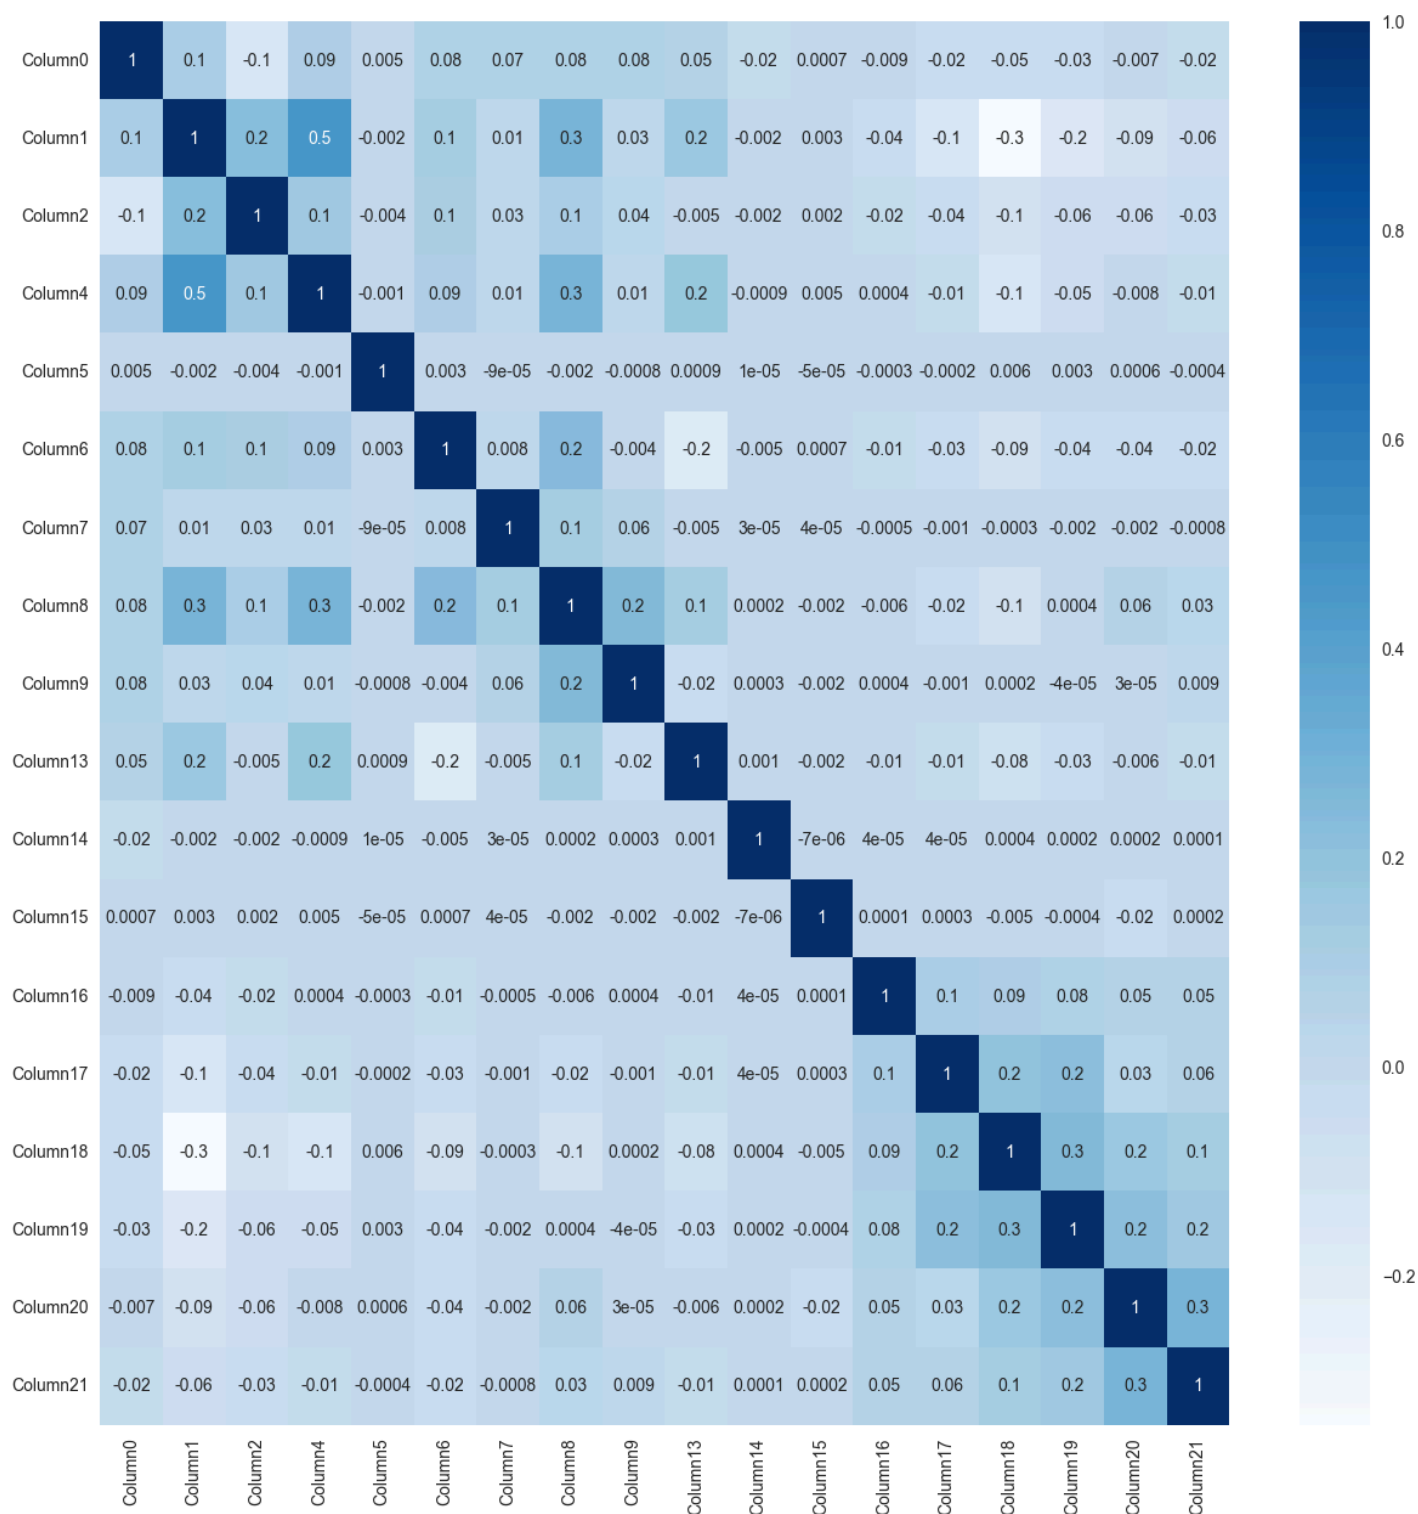 Column0 1 0.1 -0.1 0.09 0.005 0.08 0.07 0.08 0.08 0.05 -0.02 0.0007 -0.009 -0.02 -0.05 -0.03 -0.007 -0.02
Column1 0.1 1 0.2 0.5 -0.002 0.1 0.01 0.3 0.03 0.2 -0.002 0.003 -0.04 -0.1 -0.3 -0.2 -0.09 -0.06
Column2 -0.1 0.2 1 0.1 -0.004 0.1 0.03 0.1 0.04 -0.005 -0.002 0.002 -0.02 -0.04 -0.1 -0.06 -0.06 -0.03
Column4 0.09 0.5 0.1 1 -0.001 0.09 0.01 0.3 0.01 0.2 -0.0009 0.005 0.0004 -0.01 -0.1 -0.05 -0.008 -0.01
Column5 0.005 -0.002 -0.004 -0.001 1 0.003 -9e-05 -0.002 -0.0008 0.0009 1e-05 -5e-05 -0.0003 -0.0002 0.006 0.003 0.0006 -0.0004
Column6 0.08 0.1 0.1 0.09 0.003 1 0.008 0.2 -0.004 -0.2 -0.005 0.0007 -0.01 -0.03 -0.09 -0.04 -0.04 -0.02
Column7 0.07 0.01 0.03 0.01 -9e-05 0.008 1 0.1 0.06 -0.005 3e-05 4e-05 -0.0005 -0.001 -0.0003 -0.002 -0.002 -0.0008
Column8 0.08 0.3 0.1 0.3 -0.002 0.2 0.1 1 0.2 0.1 0.0002 -0.002 -0.006 -0.02 -0.1 0.0004 0.06 0.03
Column9 0.08 0.03 0.04 0.01 -0.0008 -0.004 0.06 0.2 1 -0.02 0.0003 -0.002 0.0004 -0.001 0.0002 -4e-05 3e-05 0.009
Column13 0.05 0.2 -0.005 0.2 0.0009 -0.2 -0.005 0.1 -0.02 1 0.001 -0.002 -0.01 -0.01 -0.08 -0.03 -0.006 -0.01
Column14 -0.02 -0.002 -0.002 -0.0009 1e-05 -0.005 3e-05 0.0002 0.0003 0.001 1 -7e-06 4e-05 4e-05 0.0004 0.0002 0.0002 0.0001
Column15 0.0007 0.003 0.002 0.005 -5e-05 0.0007 4e-05 -0.002 -0.002 -0.002 -7e-06 1 0.0001 0.0003 -0.005 -0.0004 -0.02 0.0002
Column16 -0.009 -0.04 -0.02 0.0004 -0.0003 -0.01 -0.0005 -0.006 0.0004 -0.01 4e-05 0.0001 1 0.1 0.09 0.08 0.05 0.05
Column17 -0.02 -0.1 -0.04 -0.01 -0.0002 -0.03 -0.001 -0.02 -0.001 -0.01 4e-05 0.0003 0.1 1 0.2 0.2 0.03 0.06
Column18 -0.05 -0.3 -0.1 -0.1 0.006 -0.09 -0.0003 -0.1 0.0002 -0.08 0.0004 -0.005 0.09 0.2 1 0.3 0.2 0.1
Column19 -0.03 -0.2 -0.06 -0.05 0.003 -0.04 -0.002 0.0004 -4e-05 -0.03 0.0002 -0.0004 0.08 0.2 0.3 1 0.2 0.2
Column20 -0.007 -0.09 -0.06 -0.008 0.0006 -0.04 -0.002 0.06 3e-05 -0.006 0.0002 -0.02 0.05 0.03 0.2 0.2 1 0.3
Column21 -0.02 -0.06 -0.03 -0.01 -0.0004 -0.02 -0.0008 0.03 0.009 -0.01 0.0001 0.0002 0.05 0.06 0.1 0.2 0.3 1
Column0 Column1 Column2 Column4 Column5 Column6 Column7 Column8 Column9 Column13 Column14 Column15 Column16 Column17 Column18 Column19 Column20 Column21
1.0
0.8
0.6
0.4
0.2
0.0
−0.2